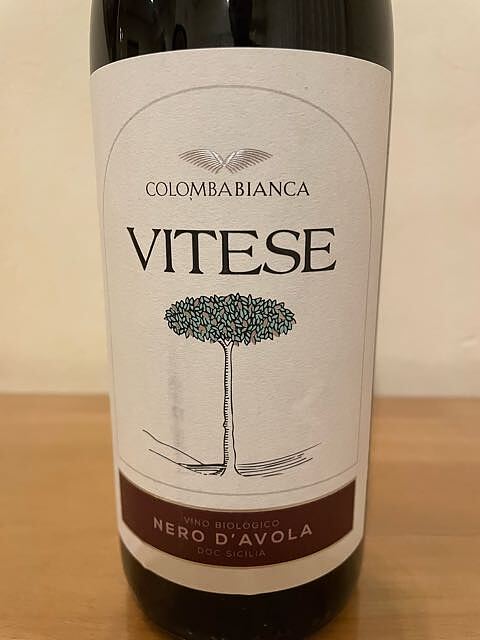 COLOMBABIANCA
VITESE
VINO BIOLOGICO
NERO D'AVOLA
DOC SICILIA